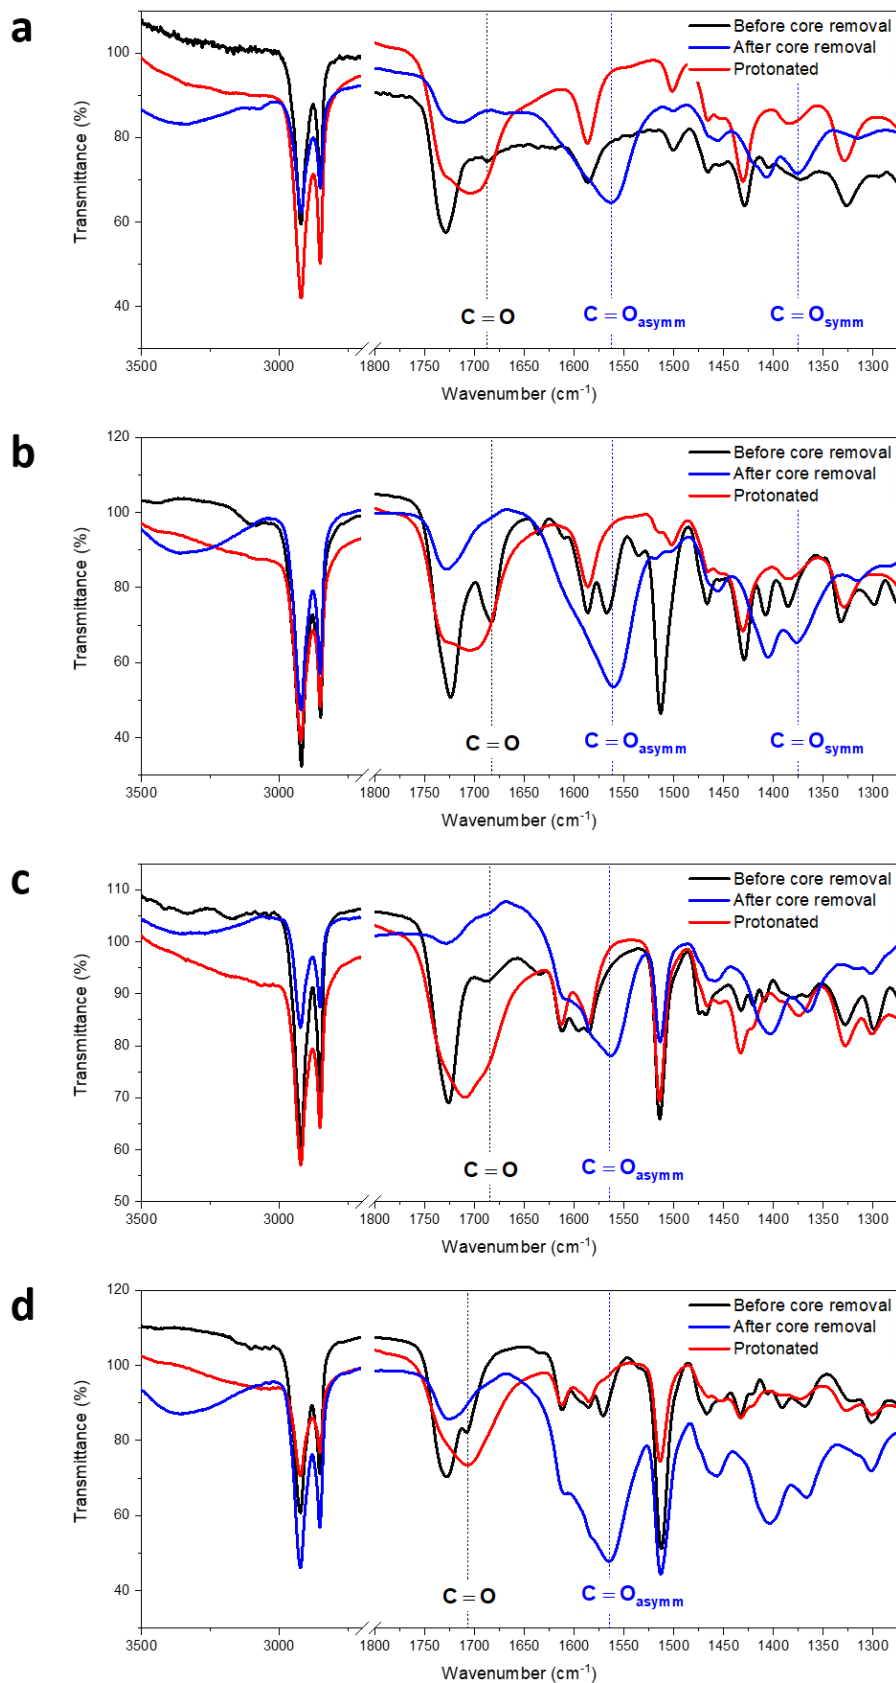 a
Before core removal
After core removal
Protonated
100
80
60
40
Transmittance (%)
C = O
C = O asymm
C = O symm
3500 3000 1800 1750 1700 1650 1600 1550 1500 1450 1400 1350 1300
Wavenumber (cm-1)
b
Before core removal
After core removal
Protonated
120
100
80
60
40
Transmittance (%)
C = O
C = O asymm
C = O symm
3500 3000 1800 1750 1700 1650 1600 1550 1500 1450 1400 1350 1300
Wavenumber (cm-1)
c
Before core removal
After core removal
Protonated
110
100
90
80
70
60
50
Transmittance (%)
C = O
C = O asymm
3500 3000 1800 1750 1700 1650 1600 1550 1500 1450 1400 1350 1300
Wavenumber (cm-1)
d
Before core removal
After core removal
Protonated
120
100
80
60
40
Transmittance (%)
C = O
C = O asymm
3500 3000 1800 1750 1700 1650 1600 1550 1500 1450 1400 1350 1300
Wavenumber (cm-1)